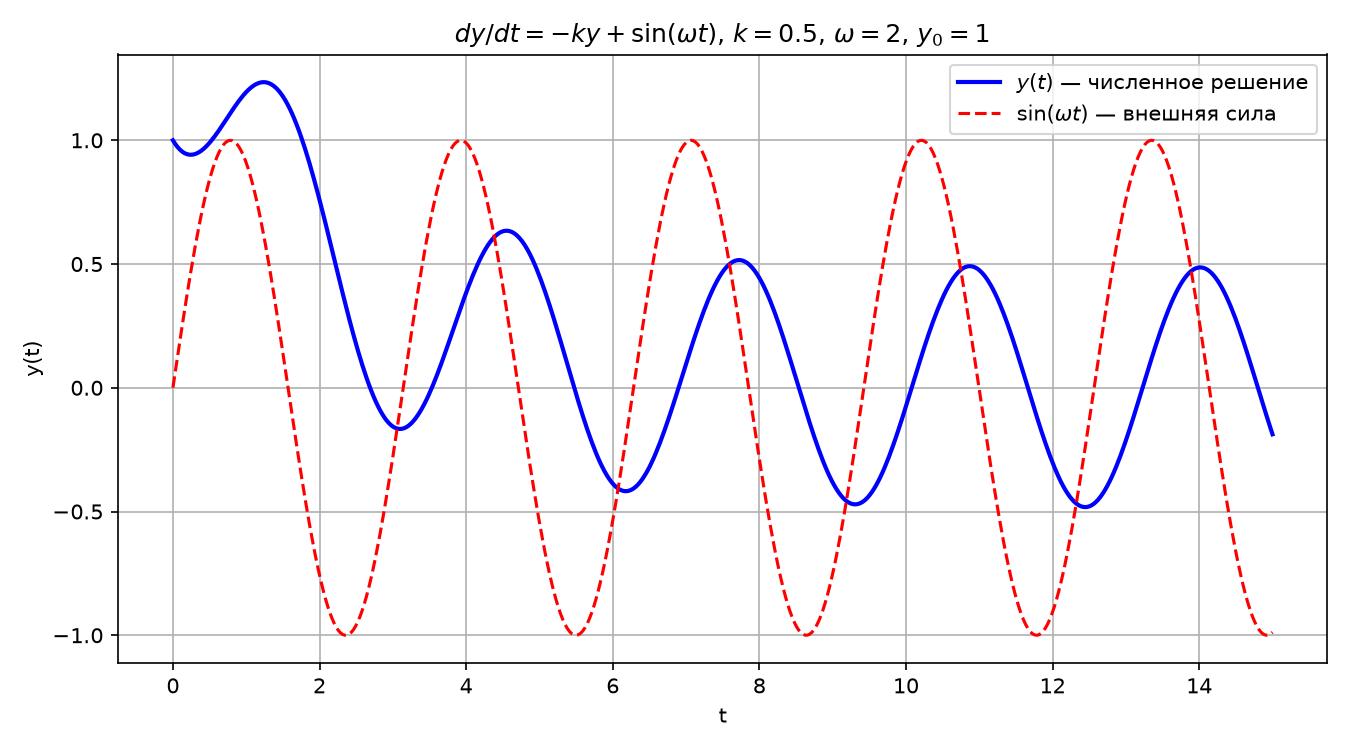 dy/dt = −ky + sin(ωt), k = 0.5, ω = 2, y₀ = 1
y(t) — численное решение
sin(ωt) — внешняя сила
y(t)
1.0
0.5
0.0
−0.5
−1.0
0 2 4 6 8 10 12 14
t